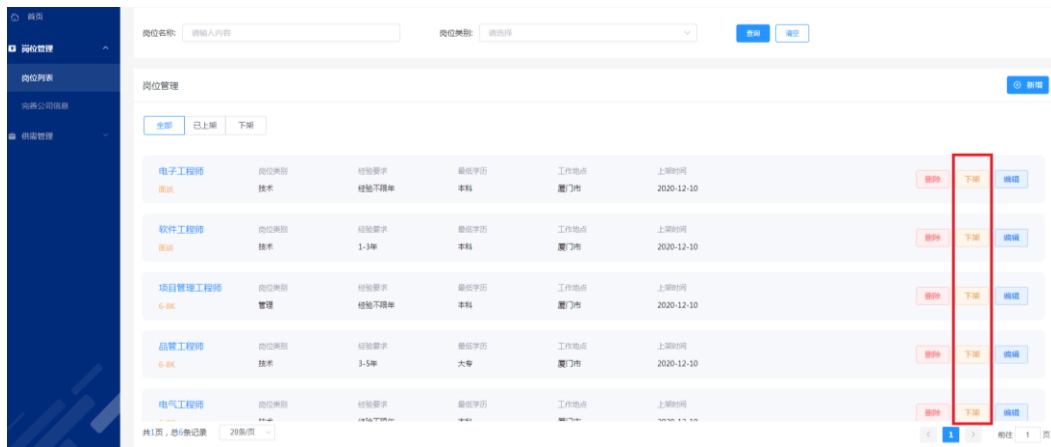 首页
岗位管理
岗位列表
完善公司信息
供需管理
岗位名称: 请输入内容 岗位类别: 请选择 查询 清空
岗位管理 新增
全部 已上架 下架
电子工程师 岗位类别 经验要求 最低学历 工作地点 上架时间
面谈 技术 经验不限年 本科 厦门市 2020-12-10 删除 下架 编辑
软件工程师 岗位类别 经验要求 最低学历 工作地点 上架时间
面谈 技术 1-3年 本科 厦门市 2020-12-10 删除 下架 编辑
项目管理工程师 岗位类别 经验要求 最低学历 工作地点 上架时间
6-8K 管理 经验不限年 本科 厦门市 2020-12-10 删除 下架 编辑
品管工程师 岗位类别 经验要求 最低学历 工作地点 上架时间
6-8K 技术 3-5年 大专 厦门市 2020-12-10 删除 下架 编辑
电气工程师 岗位类别 经验要求 最低学历 工作地点 上架时间
删除 下架 编辑
共1页，总6条记录 20条/页 1 前往 1 页